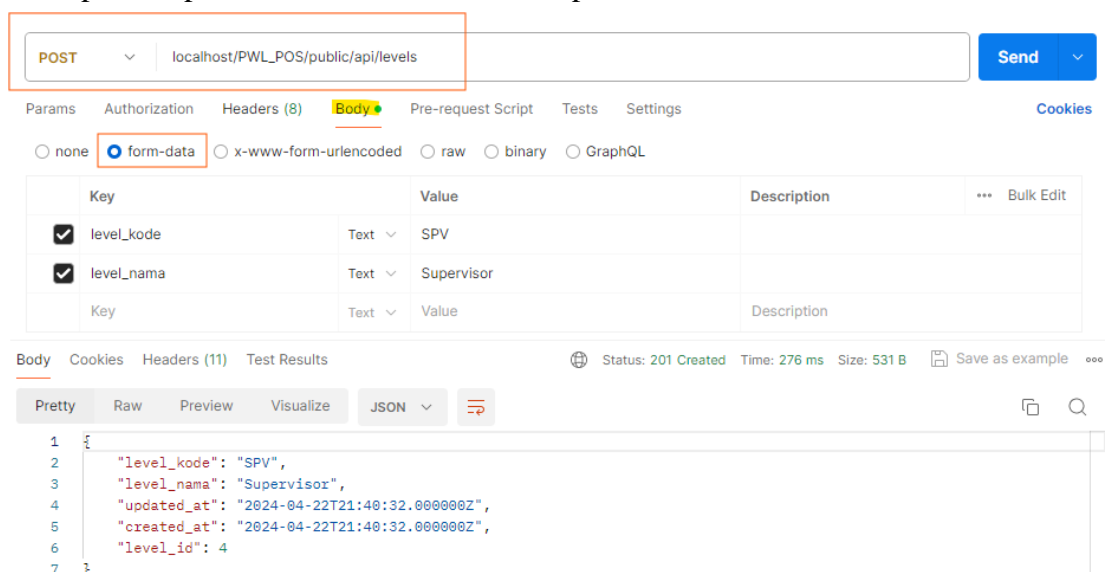 POST localhost/PWL_POS/public/api/levels Send
Params Authorization Headers (8) Body Pre-request Script Tests Settings Cookies
none form-data x-www-form-urlencoded raw binary GraphQL
Key Value Description ••• Bulk Edit
level_kode Text SPV
level_nama Text Supervisor
Key Text Value Description
Body Cookies Headers (11) Test Results Status: 201 Created Time: 276 ms Size: 531 B Save as example
Pretty Raw Preview Visualize JSON
1 {
2 "level_kode": "SPV",
3 "level_nama": "Supervisor",
4 "updated_at": "2024-04-22T21:40:32.000000Z",
5 "created_at": "2024-04-22T21:40:32.000000Z",
6 "level_id": 4
7 }